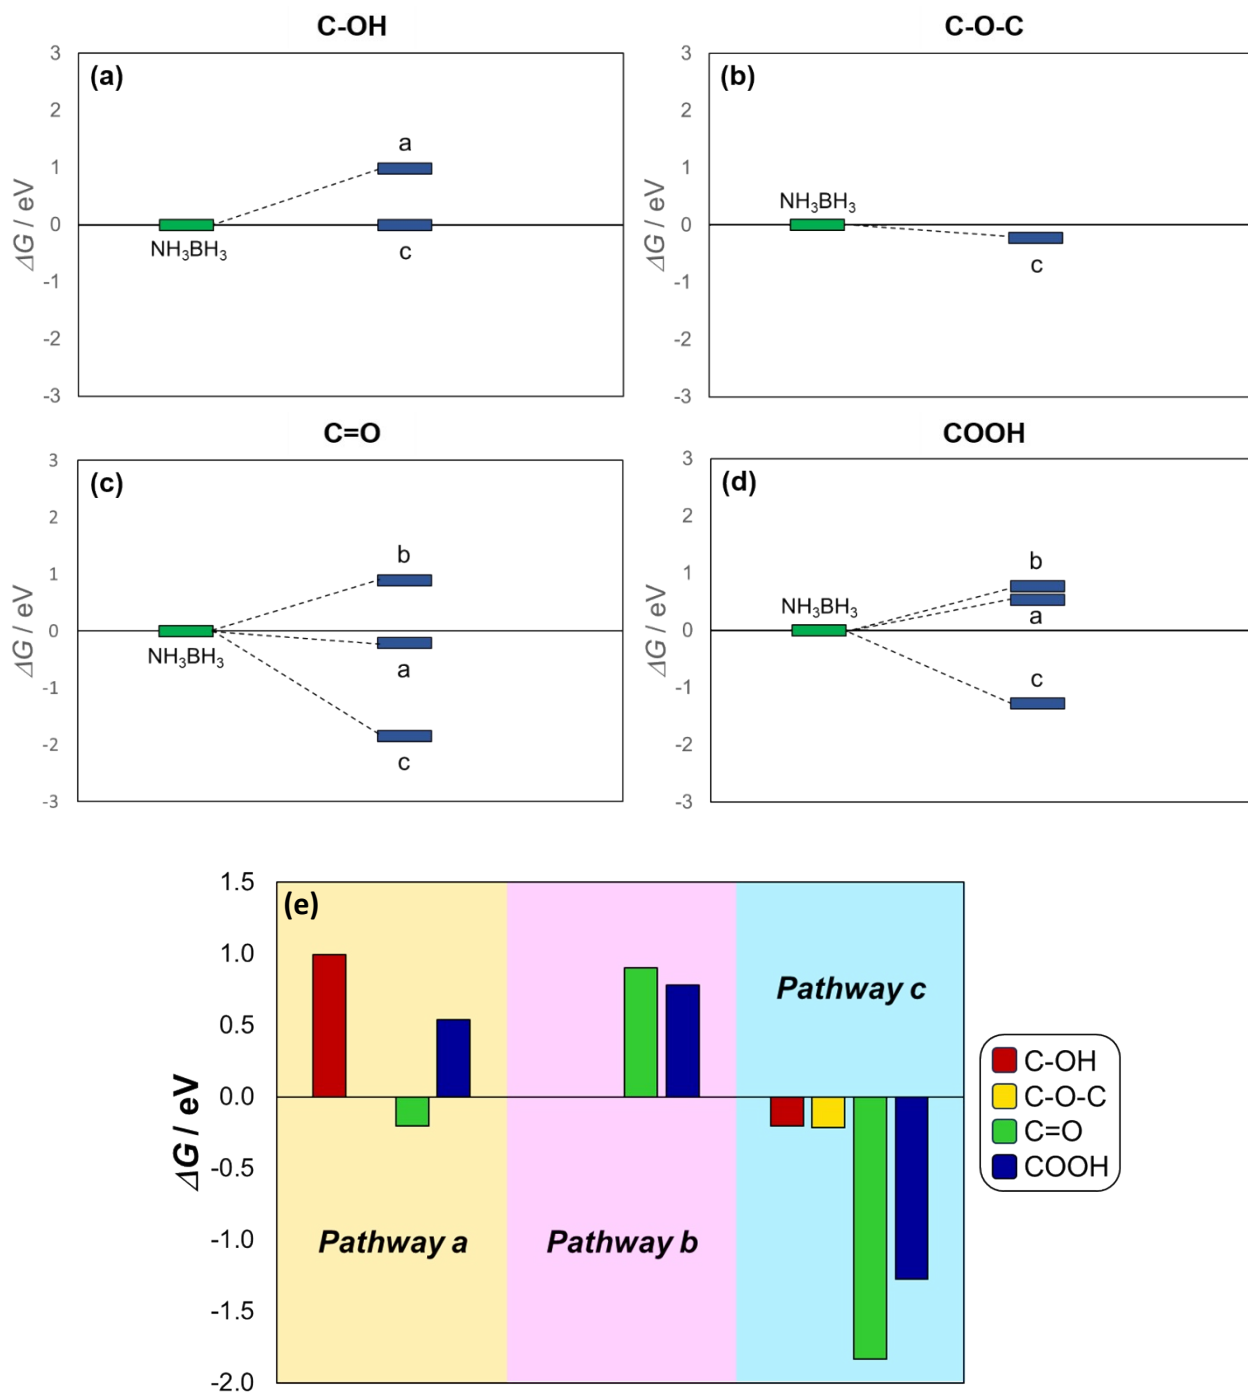 C-OH
(a)
3
2
1
0
-1
-2
-3
ΔG / eV
NH₃BH₃
a
c
C-O-C
(b)
3
2
1
0
-1
-2
-3
ΔG / eV
NH₃BH₃
c
C=O
(c)
3
2
1
0
-1
-2
-3
ΔG / eV
NH₃BH₃
b
a
c
COOH
(d)
3
2
1
0
-1
-2
-3
ΔG / eV
NH₃BH₃
b
a
c
(e)
1.5
1.0
0.5
0.0
-0.5
-1.0
-1.5
-2.0
ΔG / eV
Pathway a
Pathway b
Pathway c
C-OH
C-O-C
C=O
COOH